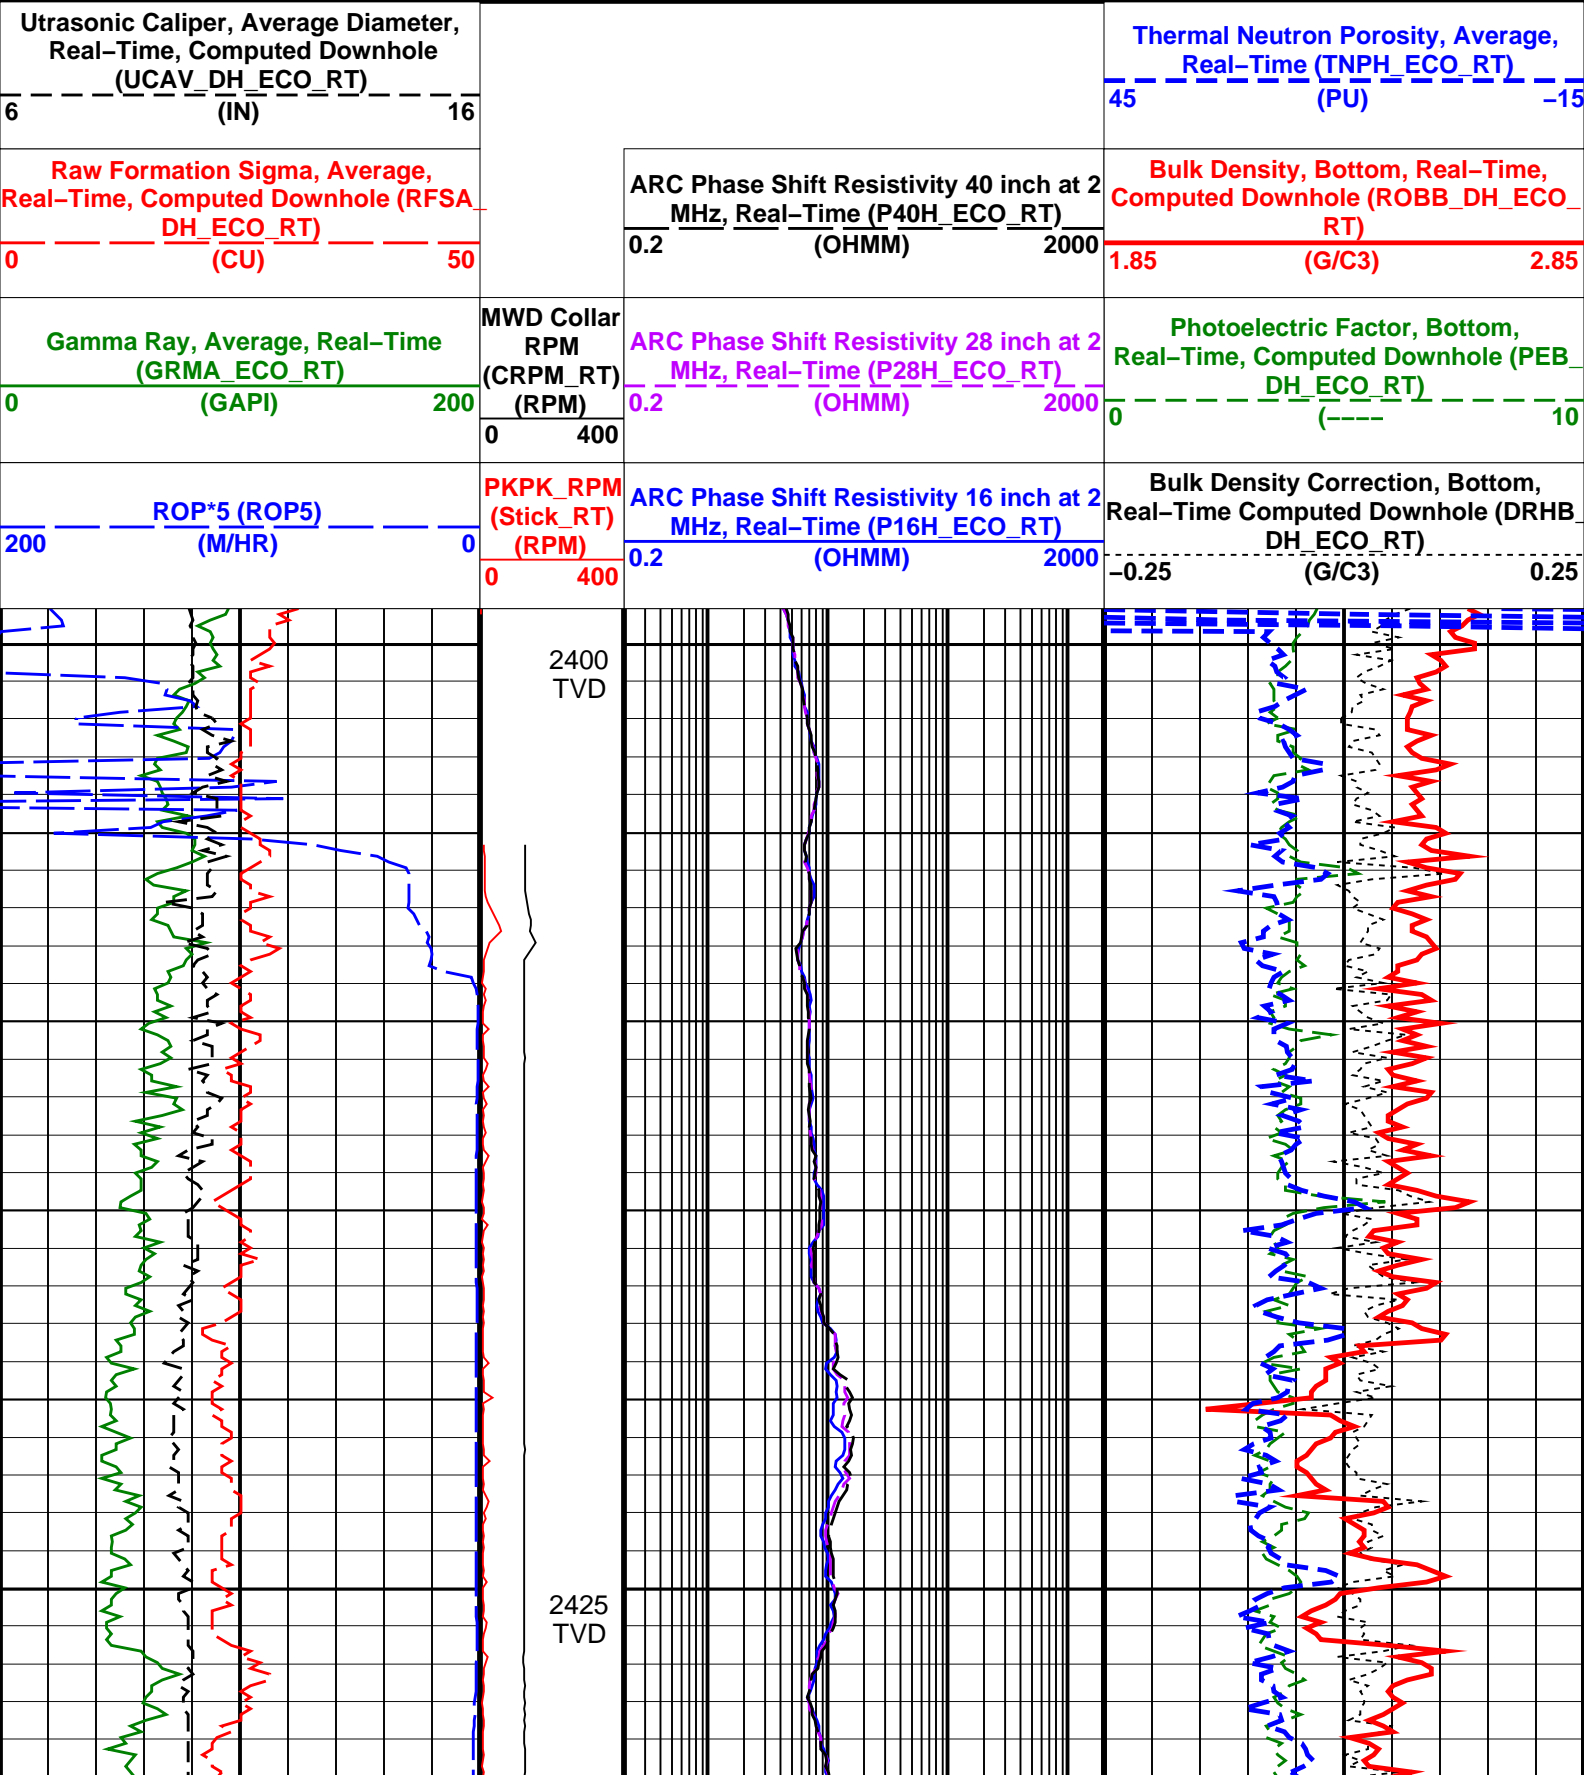 Utrasonic Caliper, Average Diameter,
Real–Time, Computed Downhole
(UCAV_DH_ECO_RT)
6 (IN) 16
Raw Formation Sigma, Average,
Real–Time, Computed Downhole (RFSA_
DH_ECO_RT)
0 (CU) 50
Gamma Ray, Average, Real–Time
(GRMA_ECO_RT)
0 (GAPI) 200
ROP*5 (ROP5)
200 (M/HR) 0
MWD Collar
RPM
(CRPM_RT)
(RPM)
0 400
PKPK_RPM
(Stick_RT)
(RPM)
0 400
ARC Phase Shift Resistivity 40 inch at 2
MHz, Real–Time (P40H_ECO_RT)
0.2 (OHMM) 2000
ARC Phase Shift Resistivity 28 inch at 2
MHz, Real–Time (P28H_ECO_RT)
0.2 (OHMM) 2000
ARC Phase Shift Resistivity 16 inch at 2
MHz, Real–Time (P16H_ECO_RT)
0.2 (OHMM) 2000
Thermal Neutron Porosity, Average,
Real–Time (TNPH_ECO_RT)
45 (PU) –15
Bulk Density, Bottom, Real–Time,
Computed Downhole (ROBB_DH_ECO_
RT)
1.85 (G/C3) 2.85
Photoelectric Factor, Bottom,
Real–Time, Computed Downhole (PEB_
DH_ECO_RT)
0 (–––– 10
Bulk Density Correction, Bottom,
Real–Time Computed Downhole (DRHB_
DH_ECO_RT)
–0.25 (G/C3) 0.25
2400
TVD
2425
TVD